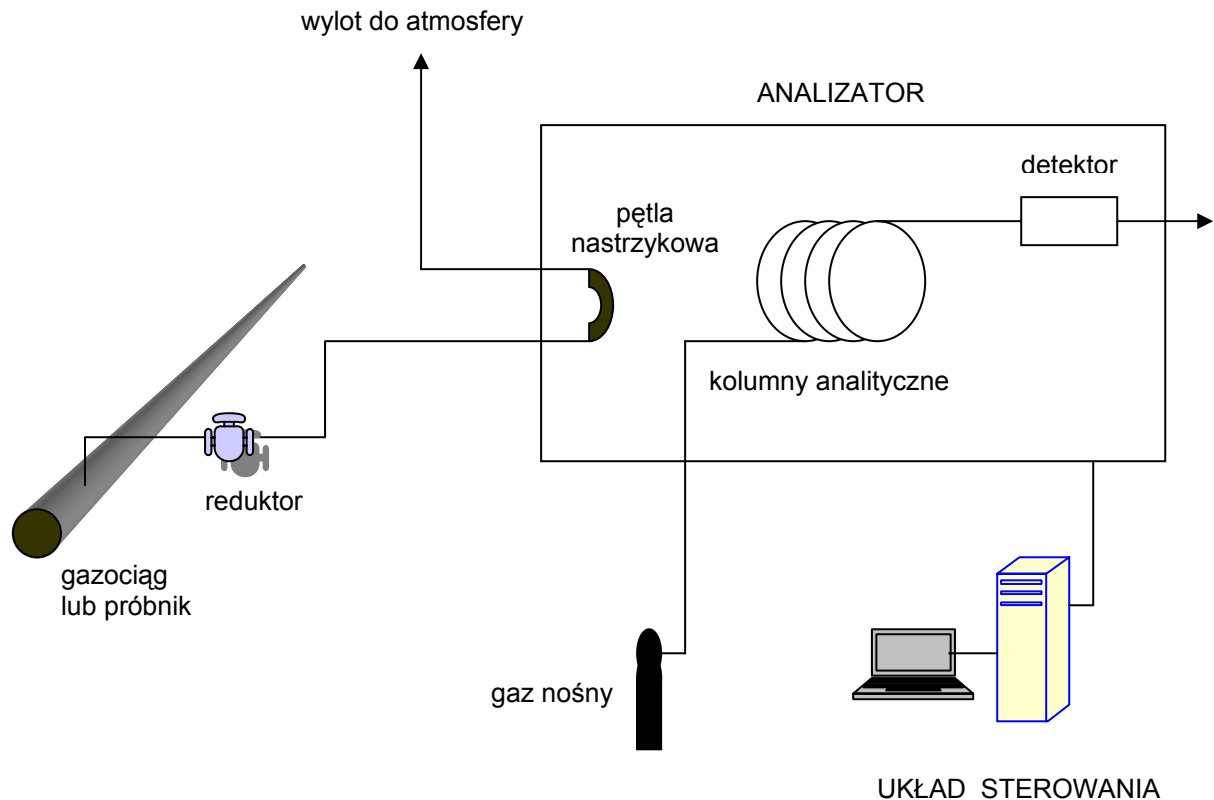 wylot do atmosfery
ANALIZATOR
detektor
pętla
nastrzykowa
kolumny analityczne
reduktor
gazociąg
lub próbnik
gaz nośny
UKŁAD STEROWANIA